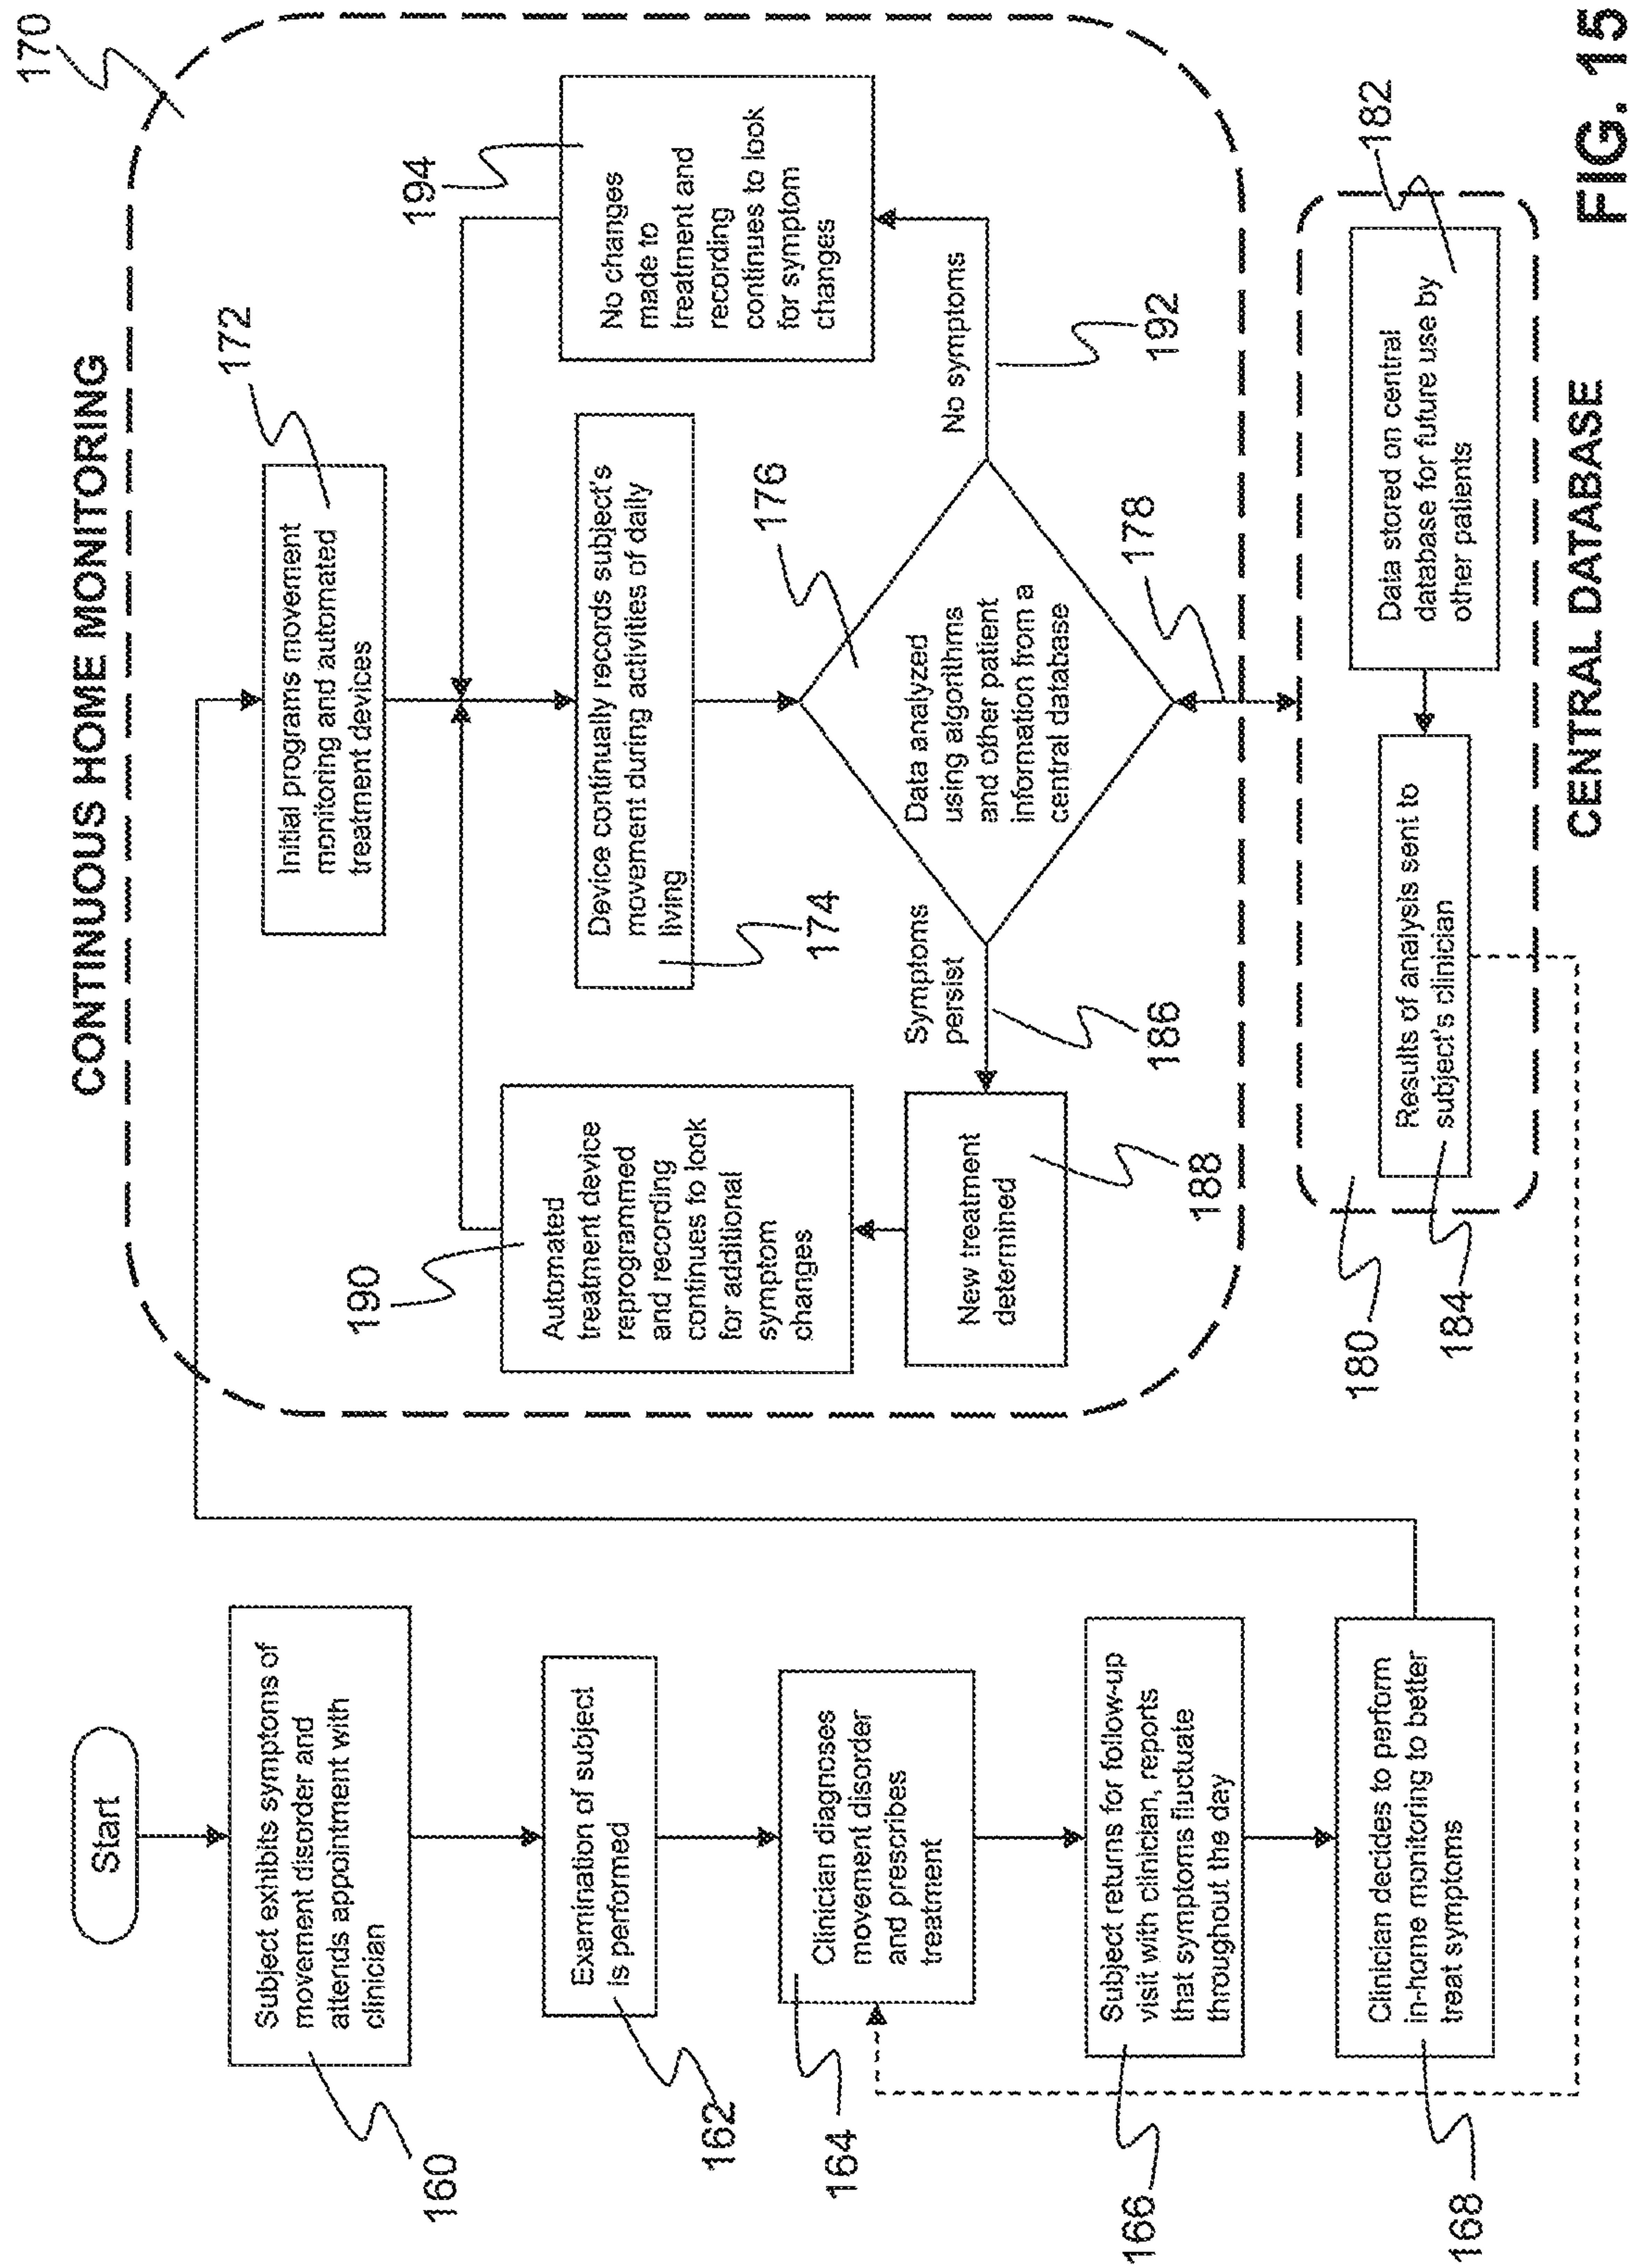 Start
Subject exhibits symptoms of
movement disorder and
attends appointment with
clinician
160
Examination of subject
is performed
162
Clinician diagnoses
movement disorder
and prescribes
treatment
164
Subject returns for follow-up
visit with clinician, reports
that symptoms fluctuate
throughout the day
166
Clinician decides to perform
in-home monitoring to better
treat symptoms
168
CONTINUOUS HOME MONITORING
170
Initial programs movement
monitoring and automated
treatment devices
172
Device continually records subject's
movement during activities of daily
living
174
Data analyzed
using algorithms
and other patient
information from a
central database
176
178
Symptoms
persist
186
New treatment
determined
188
Automated
treatment device
reprogrammed
and recording
continues to look
for additional
symptom
changes
190
No symptoms
192
No changes
made to
treatment and
recording
continues to look
for symptom
changes
194
180
Data stored on central
database for future use by
other patients
182
Results of analysis sent to
subject's clinician
184
CENTRAL DATABASE
FIG. 15